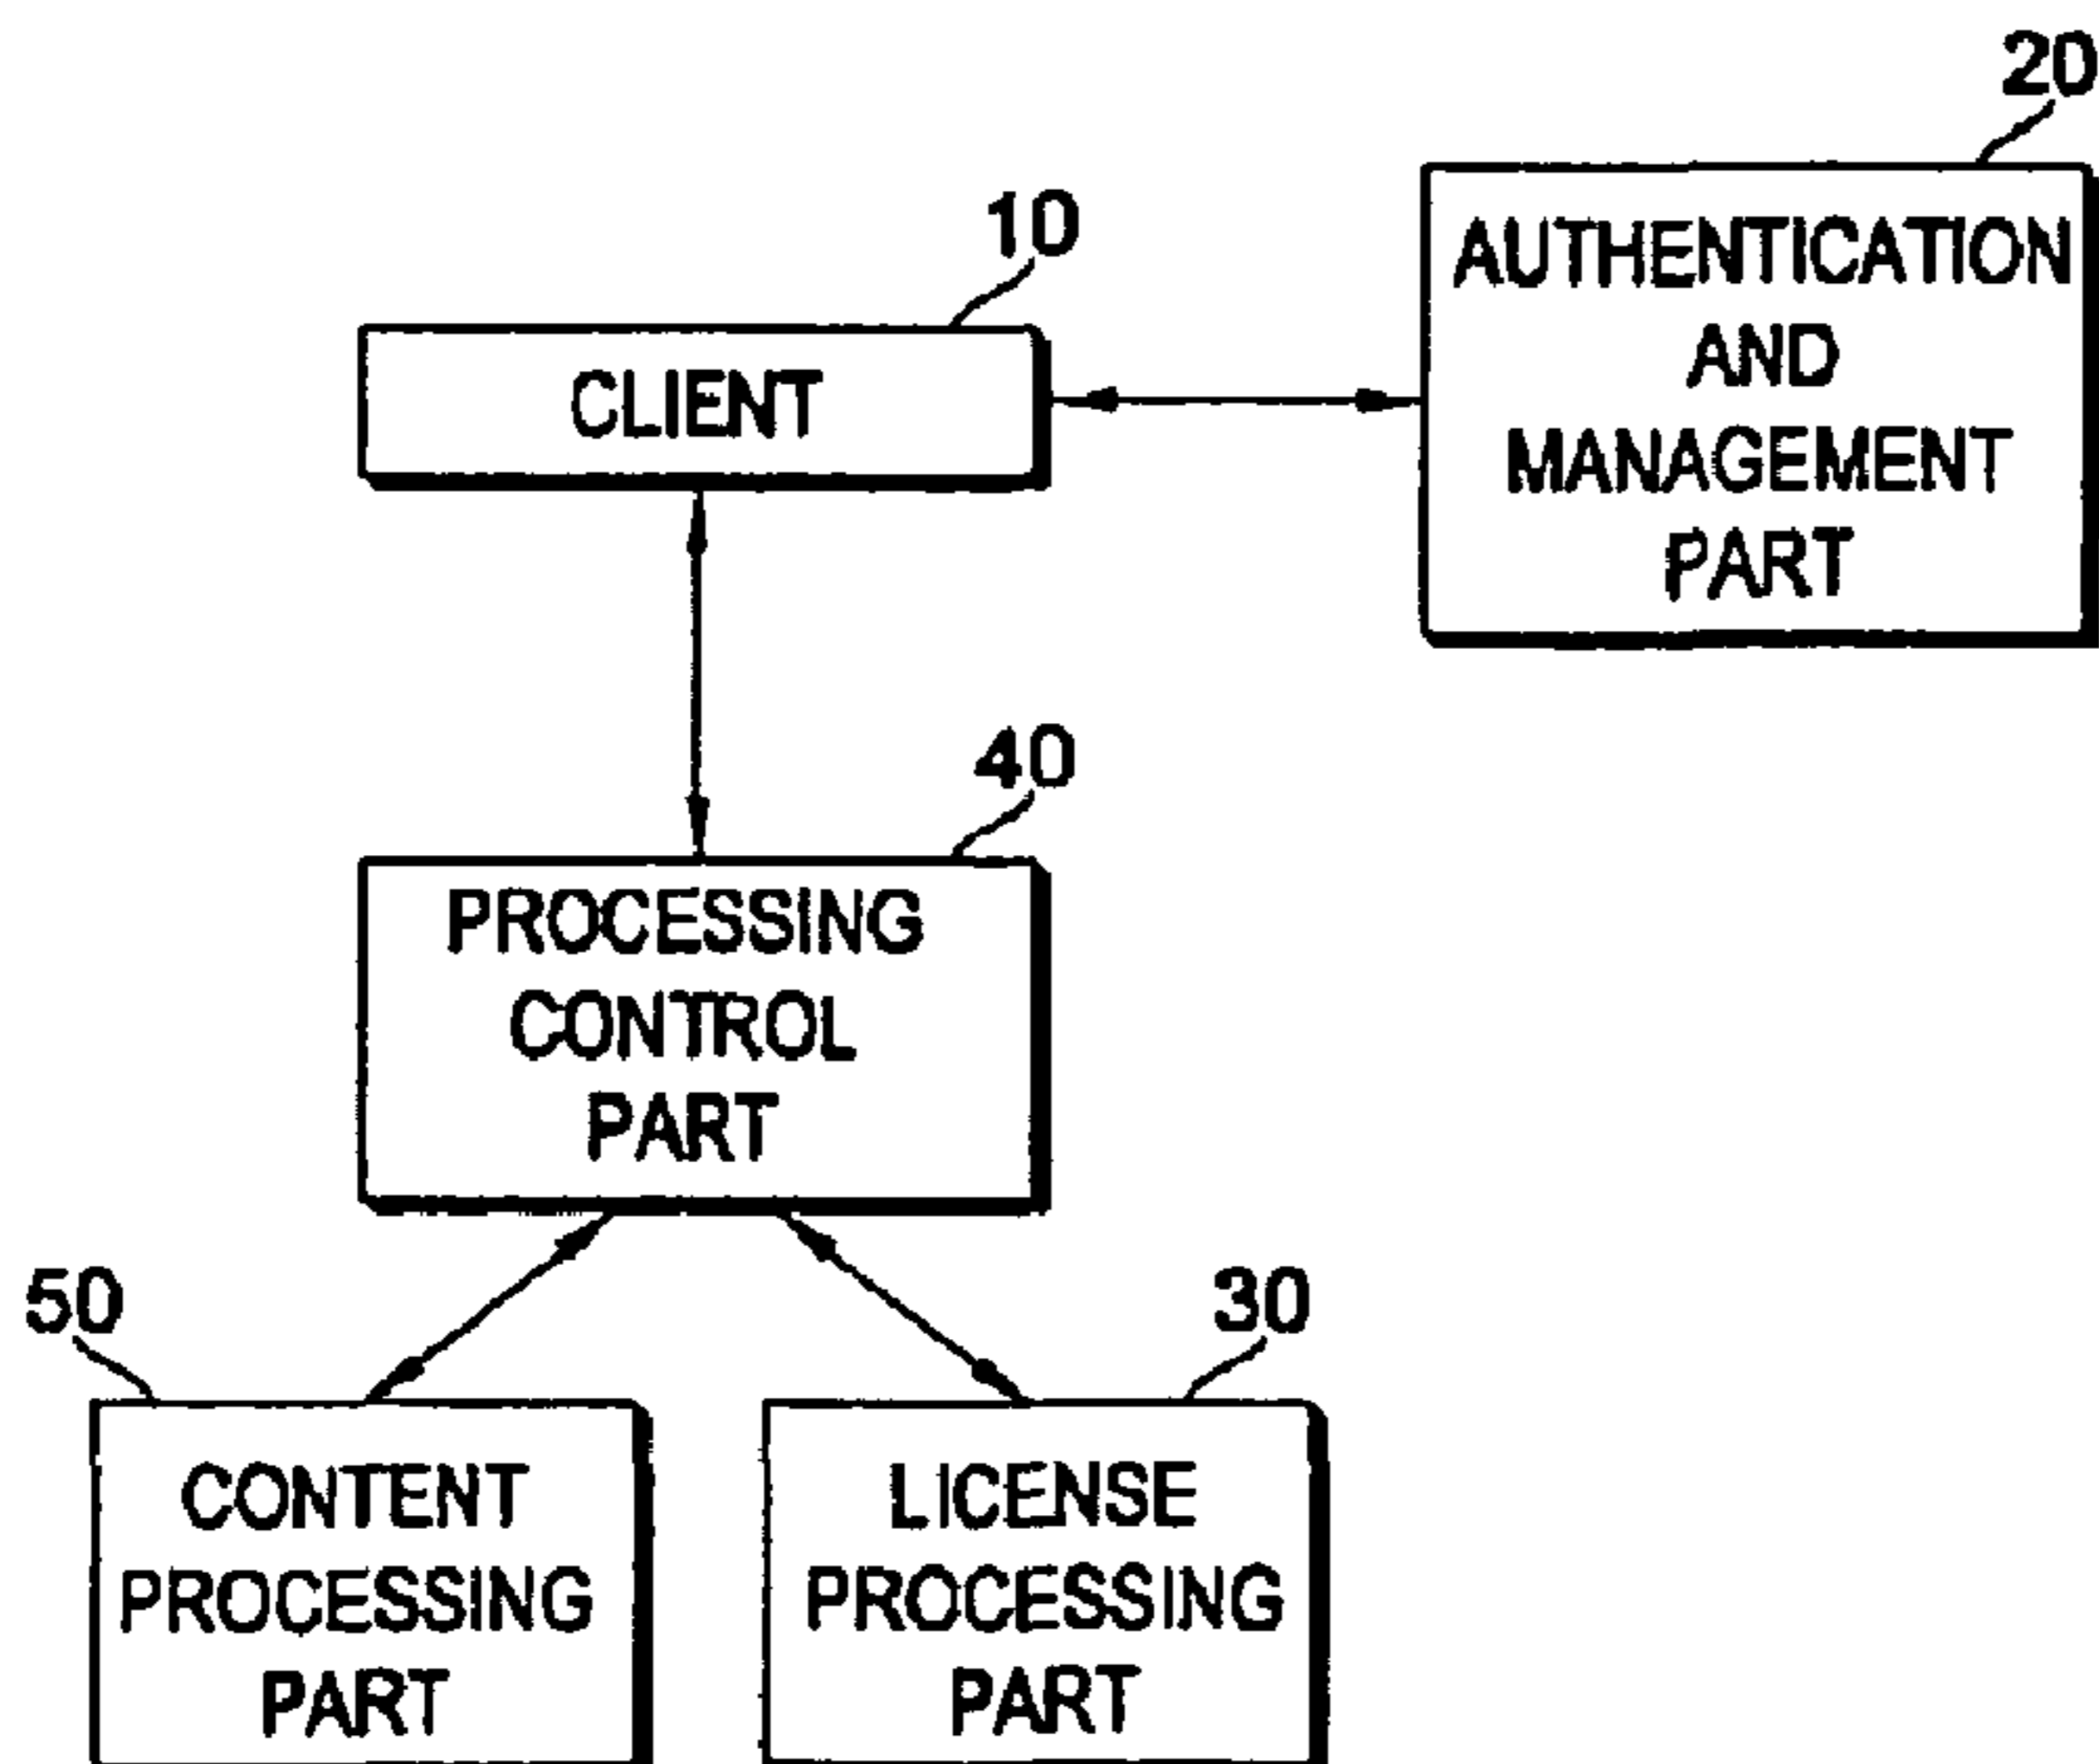 20
AUTHENTICATION
AND
MANAGEMENT
PART
10
CLIENT
40
PROCESSING
CONTROL
PART
50
CONTENT
PROCESSING
PART
30
LICENSE
PROCESSING
PART